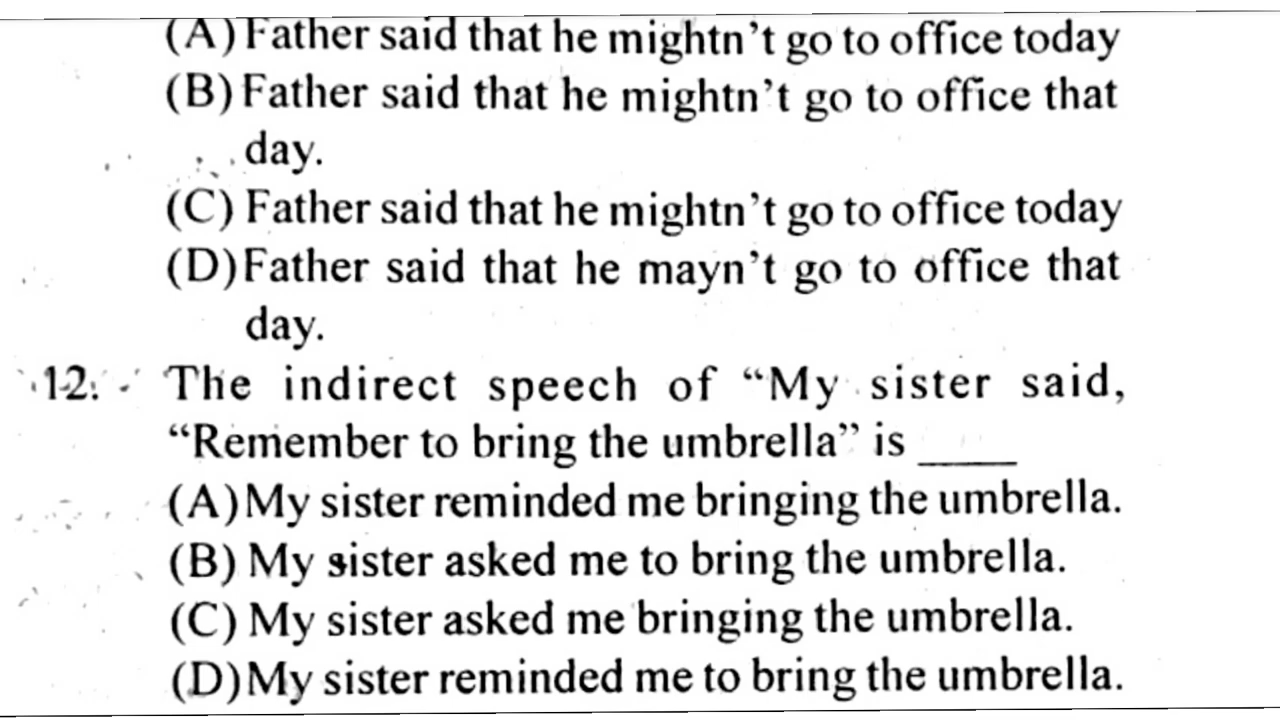 (A) Father said that he mightn't go to office today
(B) Father said that he mightn't go to office that
day.
(C) Father said that he mightn't go to office today
(D) Father said that he mayn't go to office that
day.
12. The indirect speech of "My sister said,
"Remember to bring the umbrella" is ____
(A) My sister reminded me bringing the umbrella.
(B) My sister asked me to bring the umbrella.
(C) My sister asked me bringing the umbrella.
(D) My sister reminded me to bring the umbrella.